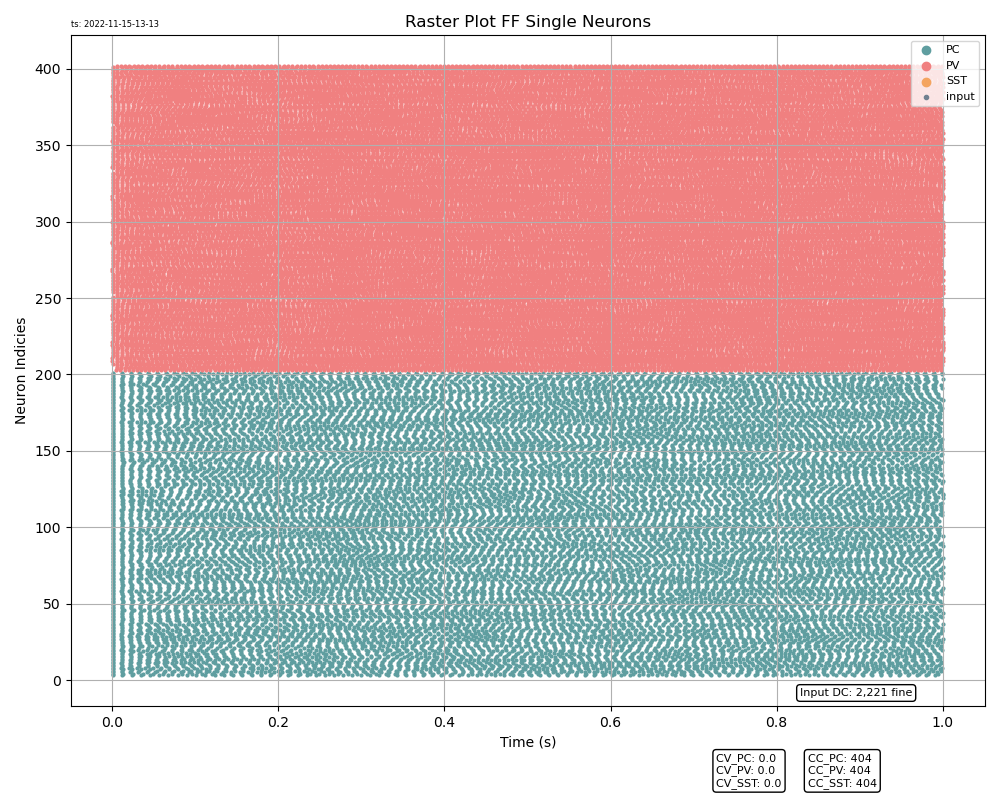 ts: 2022-11-15-13-13
Raster Plot FF Single Neurons
PC
PV
SST
input
400
350
300
250
200
150
100
50
0
Neuron Indicies
Input DC: 2,221 fine
0.0 0.2 0.4 0.6 0.8 1.0
Time (s)
CV_PC: 0.0
CV_PV: 0.0
CV_SST: 0.0
CC_PC: 404
CC_PV: 404
CC_SST: 404